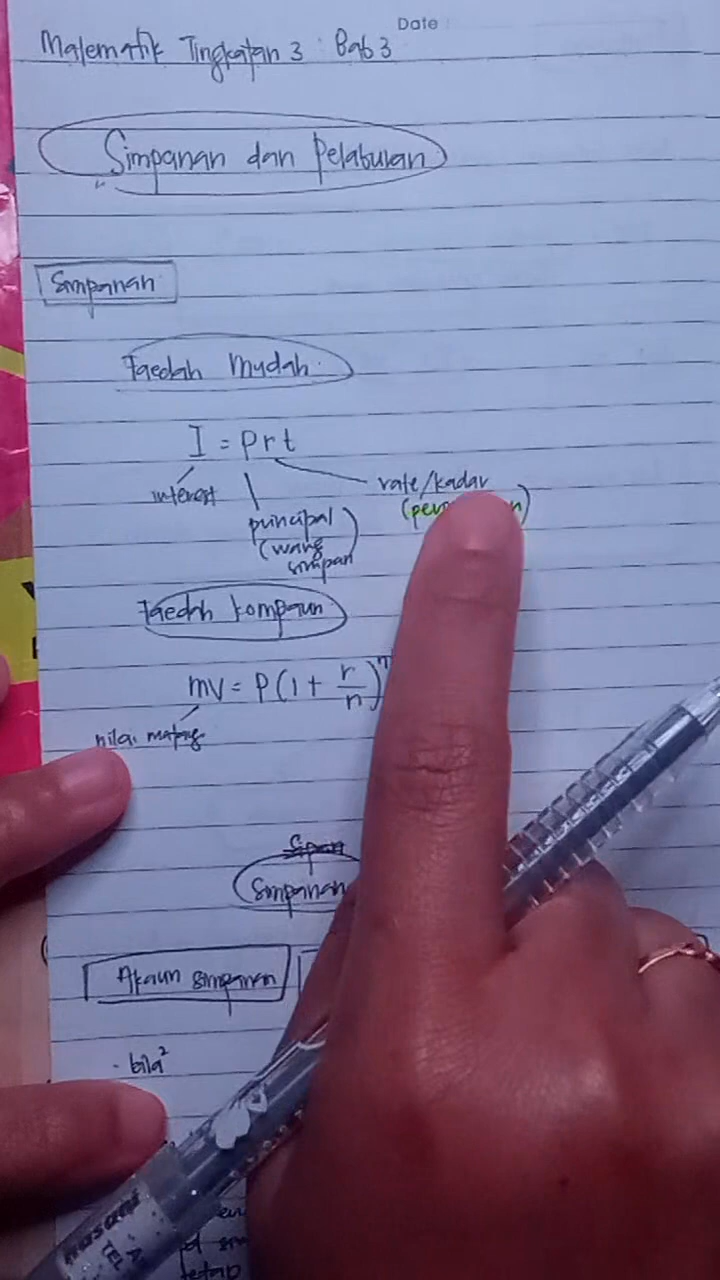 Date :
Matematik Tingkatan 3 : Bab 3
Simpanan dan Pelaburan
Simpanan
Faedah Mudah
I = Prt
interest
rate/kadar
principal
(wang
simpan
Faedah kompaun
mv = P(1 + r/n)
nilai matang
Simpanan
Akaun simpanan
- bila²
tetap